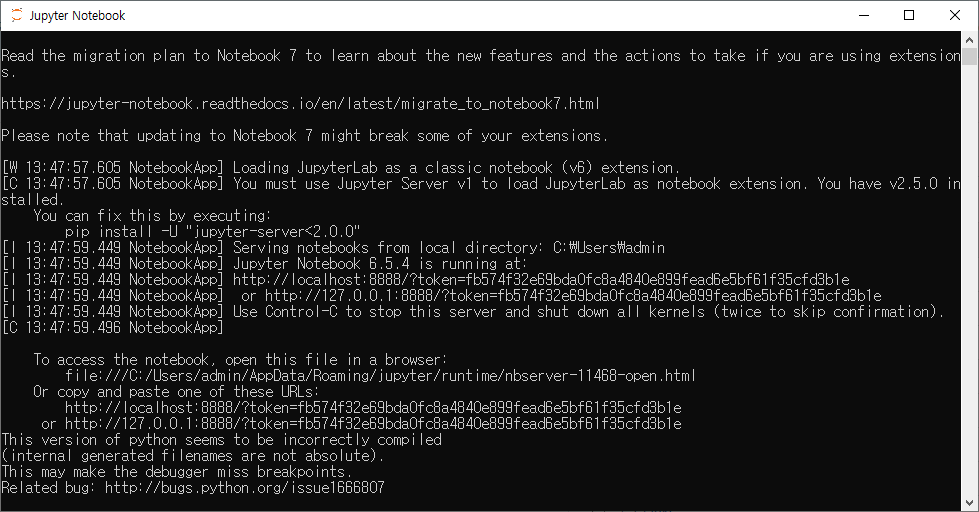 Jupyter Notebook
Read the migration plan to Notebook 7 to learn about the new features and the actions to take if you are using extension
s.
https://jupyter-notebook.readthedocs.io/en/latest/migrate_to_notebook7.html
Please note that updating to Notebook 7 might break some of your extensions.
[W 13:47:57.605 NotebookApp] Loading JupyterLab as a classic notebook (v6) extension.
[C 13:47:57.605 NotebookApp] You must use Jupyter Server v1 to load JupyterLab as notebook extension. You have v2.5.0 in
stalled.
    You can fix this by executing:
        pip install -U "jupyter-server<2.0.0"
[I 13:47:59.449 NotebookApp] Serving notebooks from local directory: C:₩Users₩admin
[I 13:47:59.449 NotebookApp] Jupyter Notebook 6.5.4 is running at:
[I 13:47:59.449 NotebookApp] http://localhost:8888/?token=fb574f32e69bda0fc8a4840e899fead6e5bf61f35cfd3b1e
[I 13:47:59.449 NotebookApp]  or http://127.0.0.1:8888/?token=fb574f32e69bda0fc8a4840e899fead6e5bf61f35cfd3b1e
[I 13:47:59.449 NotebookApp] Use Control-C to stop this server and shut down all kernels (twice to skip confirmation).
[C 13:47:59.496 NotebookApp]
    To access the notebook, open this file in a browser:
        file:///C:/Users/admin/AppData/Roaming/jupyter/runtime/nbserver-11468-open.html
    Or copy and paste one of these URLs:
        http://localhost:8888/?token=fb574f32e69bda0fc8a4840e899fead6e5bf61f35cfd3b1e
     or http://127.0.0.1:8888/?token=fb574f32e69bda0fc8a4840e899fead6e5bf61f35cfd3b1e
This version of python seems to be incorrectly compiled
(internal generated filenames are not absolute).
This may make the debugger miss breakpoints.
Related bug: http://bugs.python.org/issue1666807